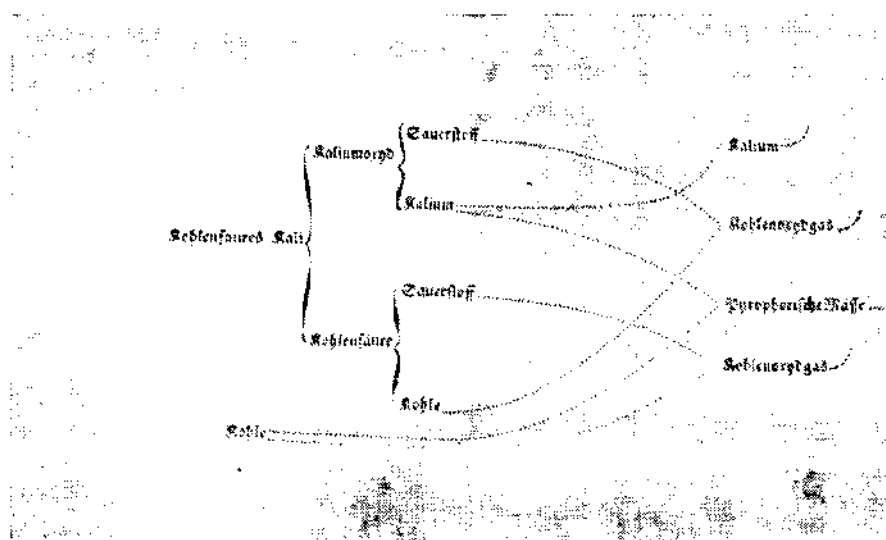 Sauerstoff
Kaliumoxyd
Kalium
Kalium
Kohlensaures Kali
Kohlenoxydgas
Sauerstoff
Pyrophorische Masse
Kohlensäure
Kohlenoxydgas
Kohle
Kohle